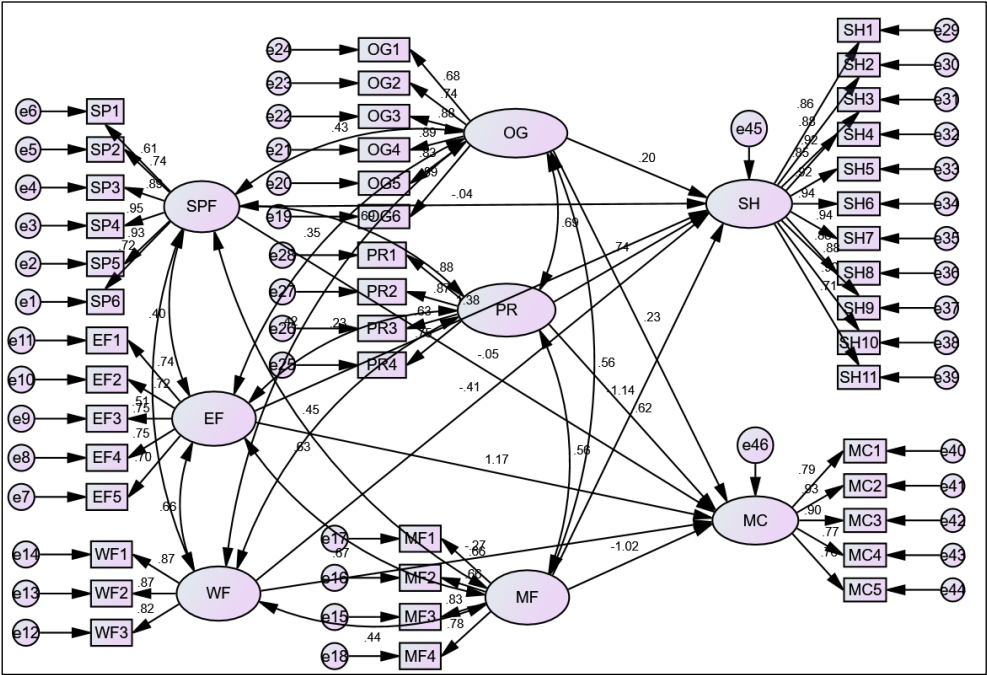 e24 OG1 .68
e23 OG2 .74
e22 OG3 .88
e21 OG4 .89
e20 OG5 .83
e19 OG6
OG
e6 SP1 .61
e5 SP2 .74
e4 SP3 .89
e3 SP4 .95
e2 SP5 .93
e1 SP6 .72
SPF
.43
-.04
.20
.69
.35
e28 PR1 .88
e27 PR2 .87
e26 PR3 .63
e25 PR4
PR
.38
.74
.23
.40
e11 EF1 .74
e10 EF2 .72
e9 EF3 .75
e8 EF4 .75
e7 EF5 .70
EF
.51
-.05
-.41
.45
.56
.23
-1.14
.62
.63
.56
1.17
.66
e14 WF1 .87
e13 WF2 .87
e12 WF3 .82
WF
e17 MF1 .66
e16 MF2
e15 MF3 .83
e18 MF4 .78
MF
.67
-.27
-1.02
.44
e45
SH
SH1 e29
SH2 e30
SH3 e31
SH4 e32
SH5 e33
SH6 e34
SH7 e35
SH8 e36
SH9 e37
SH10 e38
SH11 e39
.86
.88
.92
.85
.92
.94
.94
.88
.71
e46
MC
.79 MC1 e40
.93 MC2 e41
.90 MC3 e42
.77 MC4 e43
MC5 e44